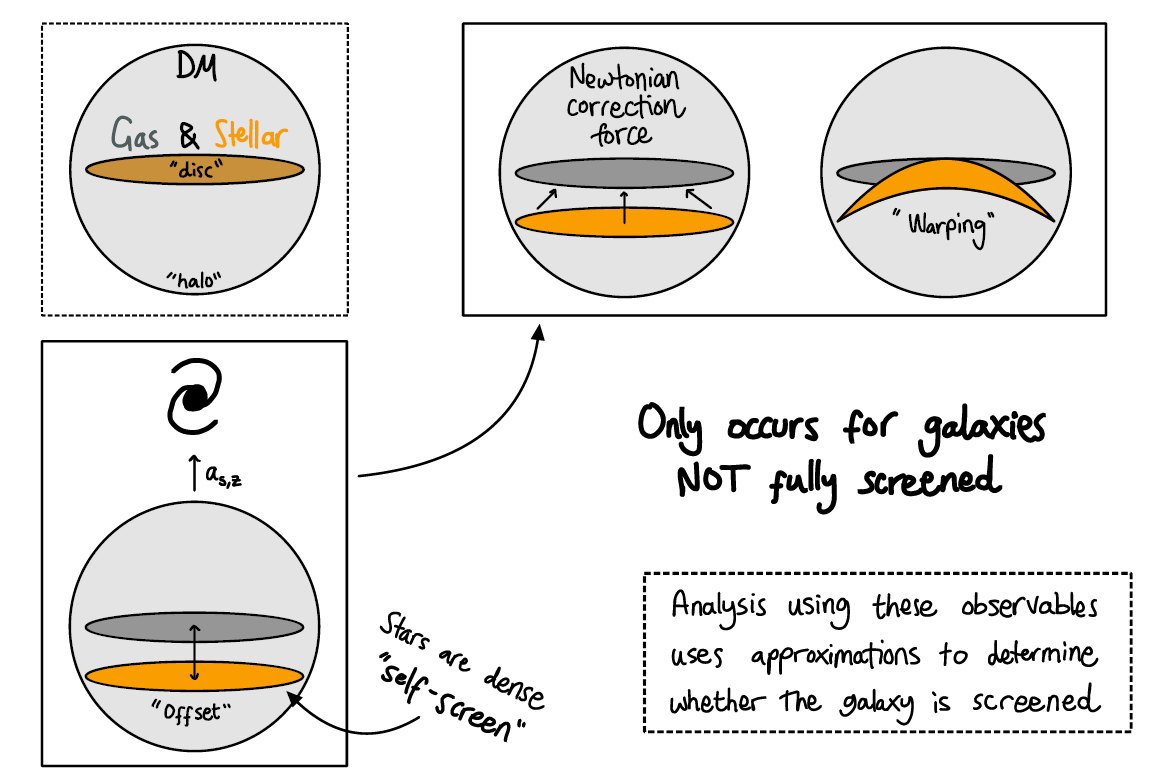 DM
Gas & Stellar
"disc"
"halo"
Newtonian
correction
force
"Warping"
a_s,z
"Offset"
Stars are dense
"self-screen"
Only occurs for galaxies
NOT fully screened
Analysis using these observables
uses approximations to determine
whether the galaxy is screened